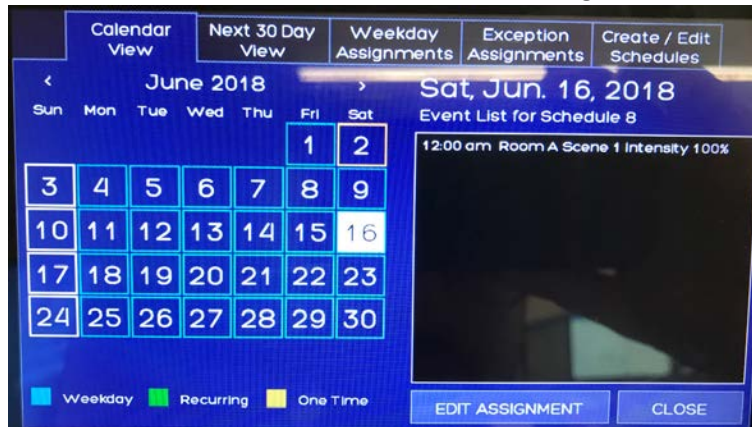 Calendar View
Next 30 Day View
Weekday Assignments
Exception Assignments
Create / Edit Schedules
< June 2018 >
Sun Mon Tue Wed Thu Fri Sat
1 2
3 4 5 6 7 8 9
10 11 12 13 14 15 16
17 18 19 20 21 22 23
24 25 26 27 28 29 30
Weekday Recurring One Time
Sat, Jun. 16, 2018
Event List for Schedule 8
12:00 am Room A Scene 1 Intensity 100%
EDIT ASSIGNMENT
CLOSE